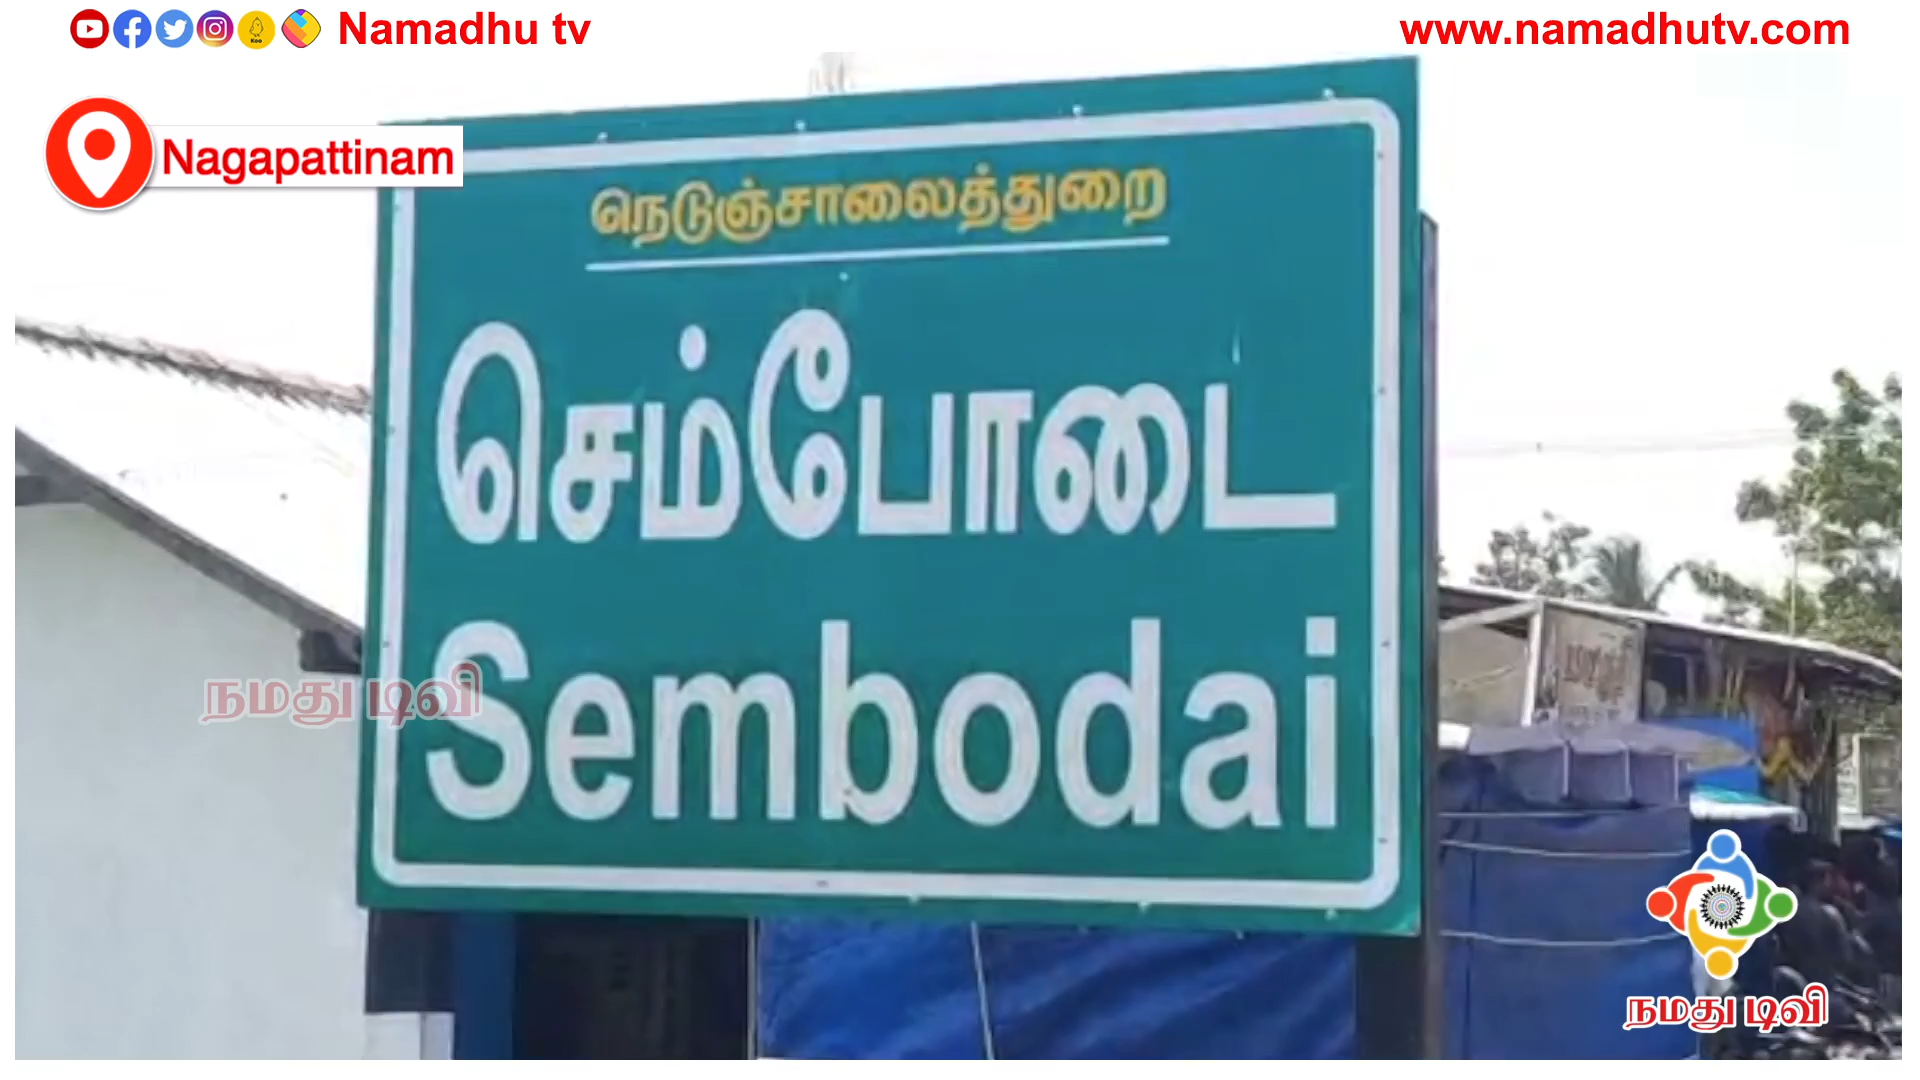 Namadhu tv
www.namadhutv.com
Nagapattinam
நெடுஞ்சாலைத்துறை
செம்போடை
Sembodai
நமது டிவி
நமது டிவி